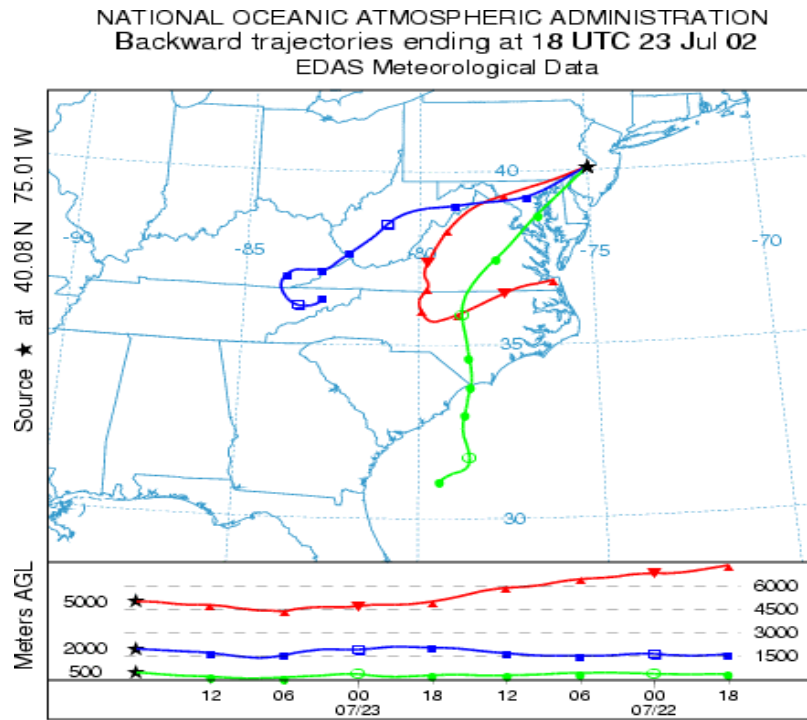 NATIONAL OCEANIC ATMOSPHERIC ADMINISTRATION
Backward trajectories ending at 18 UTC 23 Jul 02
EDAS Meteorological Data
Source ★ at 40.08 N 75.01 W
40
-90
-85
-80
-75
-70
35
30
Meters AGL
5000
2000
500
6000
4500
3000
1500
12 06 00 18 12 06 00 18
07/23 07/22